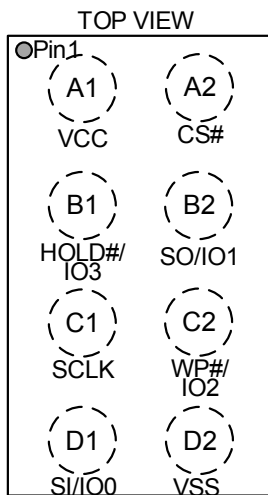 TOP VIEW
Pin1
A1 A2
VCC CS#
B1 B2
HOLD#/
IO3 SO/IO1
C1 C2
SCLK WP#/
IO2
D1 D2
SI/IO0 VSS